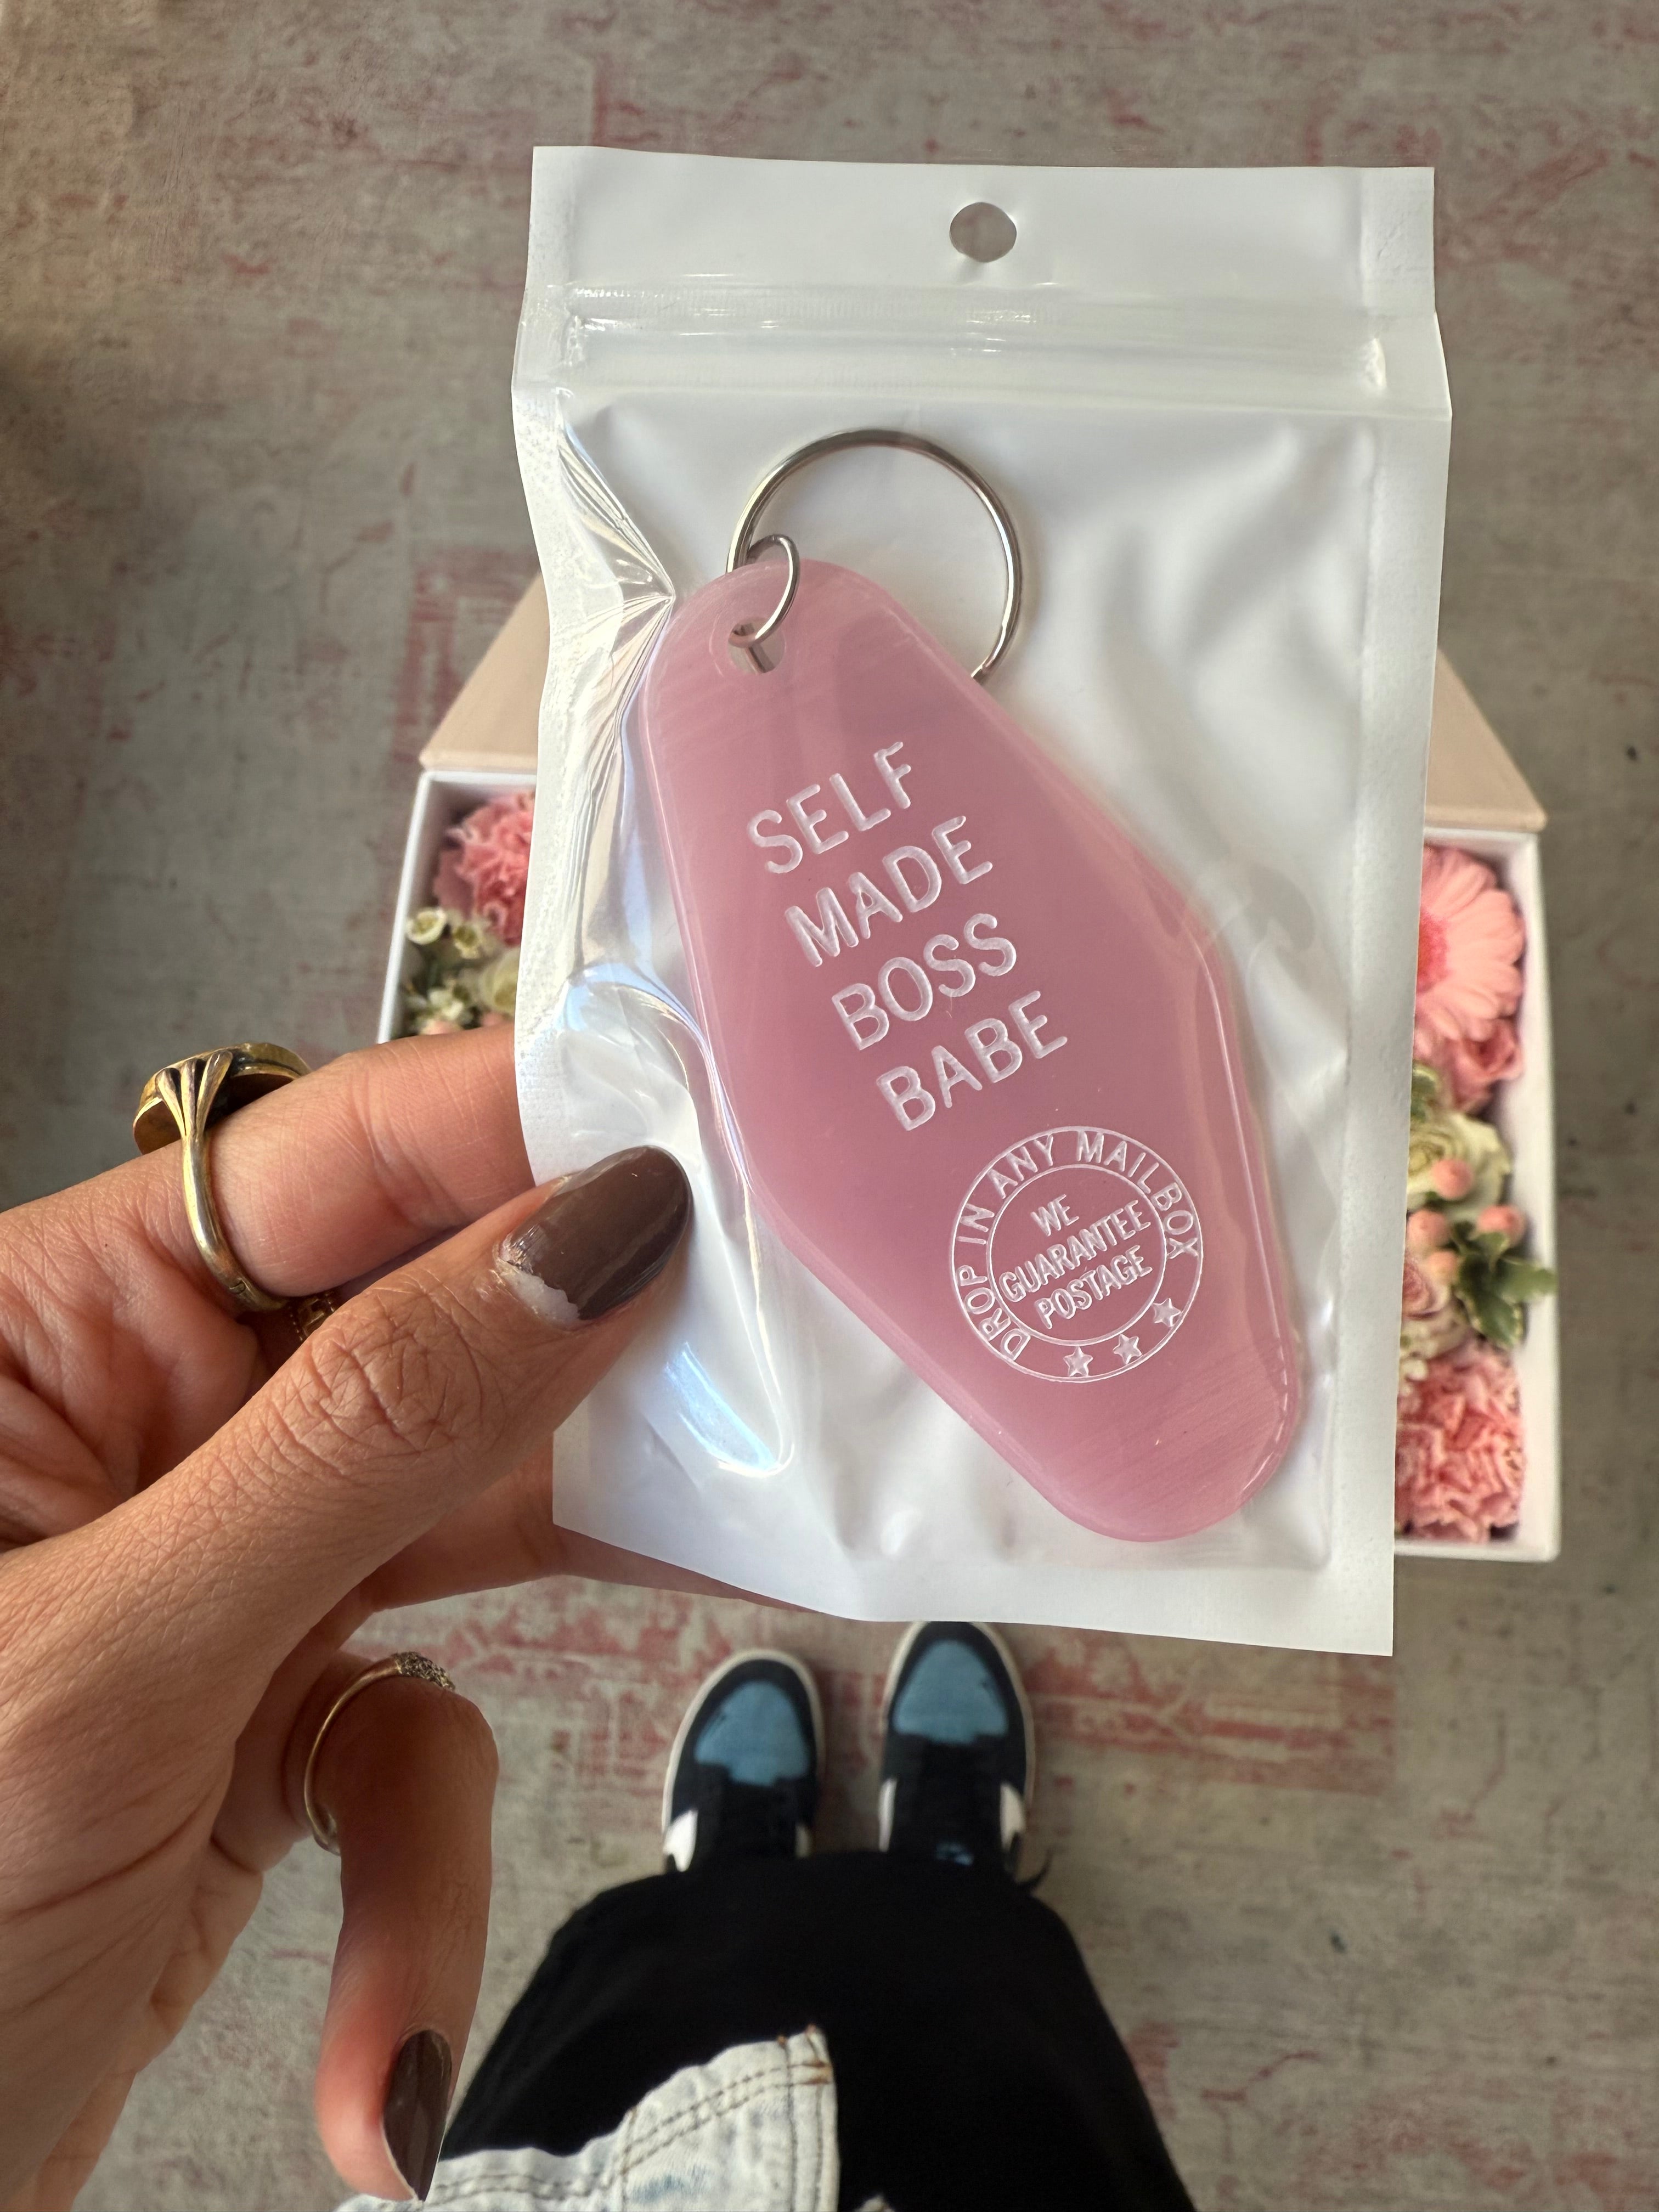 SELF
MADE
BOSS
BABE
DROP IN ANY MAILBOX
WE
GUARANTEE
POSTAGE